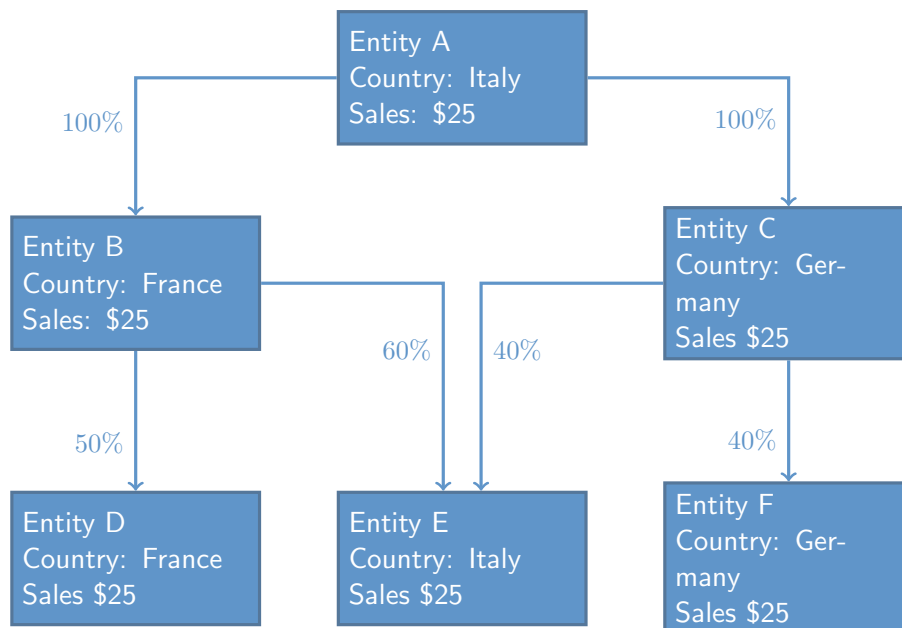 Entity A
Country: Italy
Sales: $25
100%
100%
Entity B
Country: France
Sales: $25
Entity C
Country: Ger-
many
Sales $25
60%
40%
50%
40%
Entity D
Country: France
Sales $25
Entity E
Country: Italy
Sales $25
Entity F
Country: Ger-
many
Sales $25